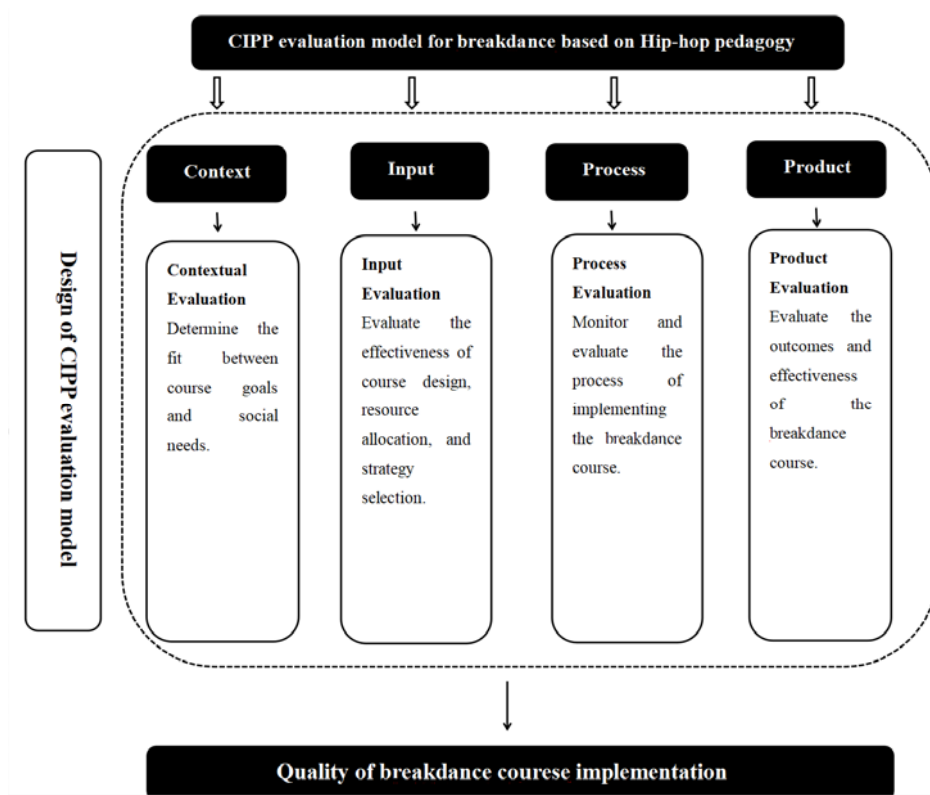 CIPP evaluation model for breakdance based on Hip-hop pedagogy
Design of CIPP evaluation model
Context
Input
Process
Product
Contextual
Evaluation
Determine the
fit between
course goals
and social
needs.
Input
Evaluation
Evaluate the
effectiveness of
course design,
resource
allocation, and
strategy
selection.
Process
Evaluation
Monitor and
evaluate the
process of
implementing
the breakdance
course.
Product
Evaluation
Evaluate the
outcomes and
effectiveness
of the
breakdance
course.
Quality of breakdance courese implementation